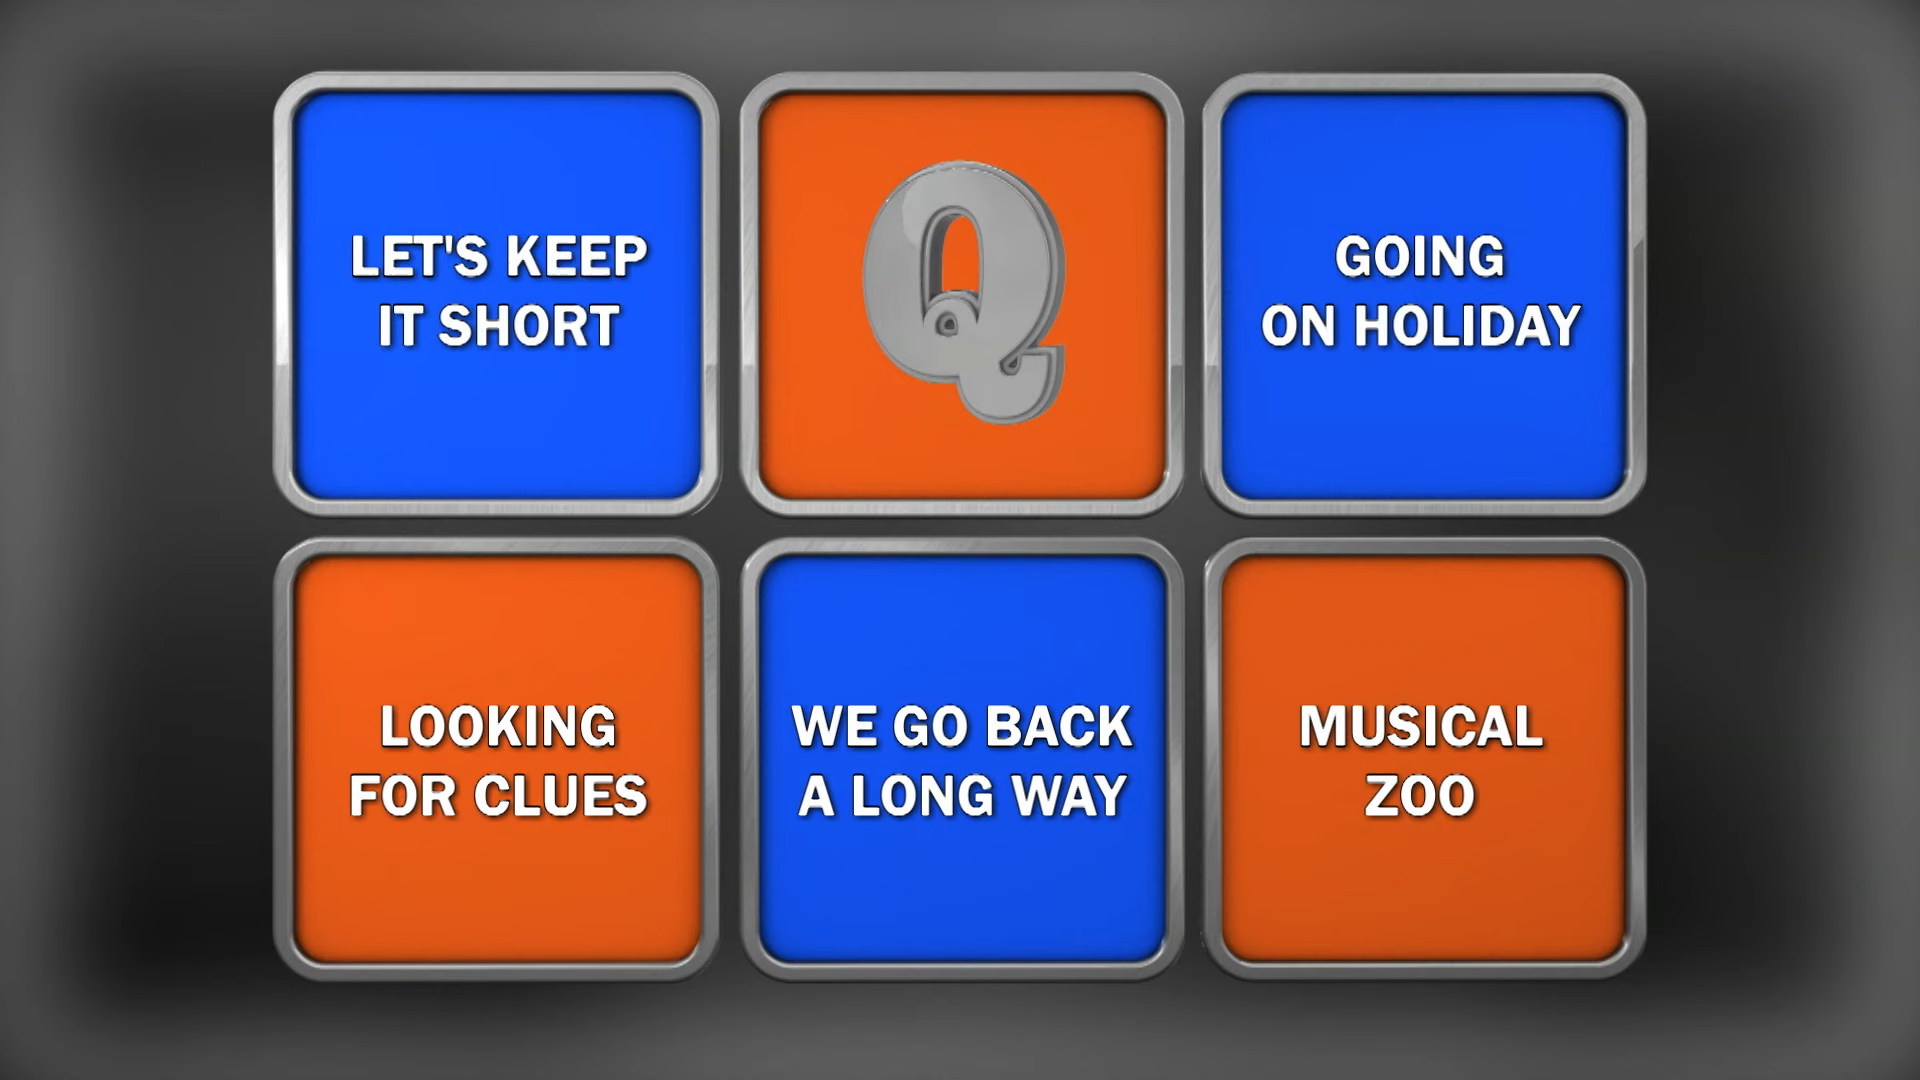 LET'S KEEP
IT SHORT
Q
GOING
ON HOLIDAY
LOOKING
FOR CLUES
WE GO BACK
A LONG WAY
MUSICAL
ZOO